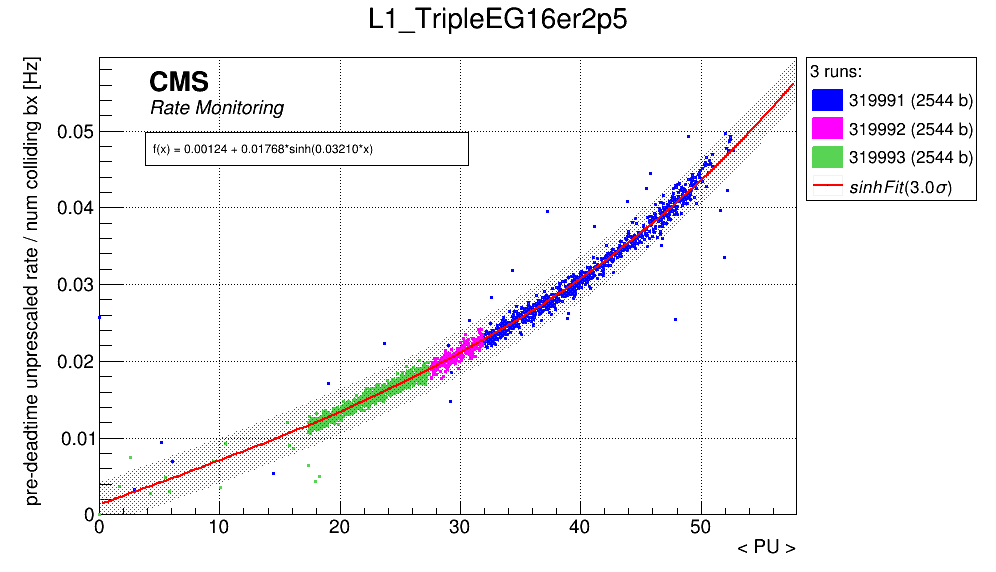 L1_TripleEG16er2p5
pre-deadtime unprescaled rate / num colliding bx [Hz]
CMS
Rate Monitoring
f(x) = 0.00124 + 0.01768*sinh(0.03210*x)
0.05
0.04
0.03
0.02
0.01
0
0 10 20 30 40 50
< PU >
3 runs:
319991 (2544 b)
319992 (2544 b)
319993 (2544 b)
sinhFit(3.0σ)